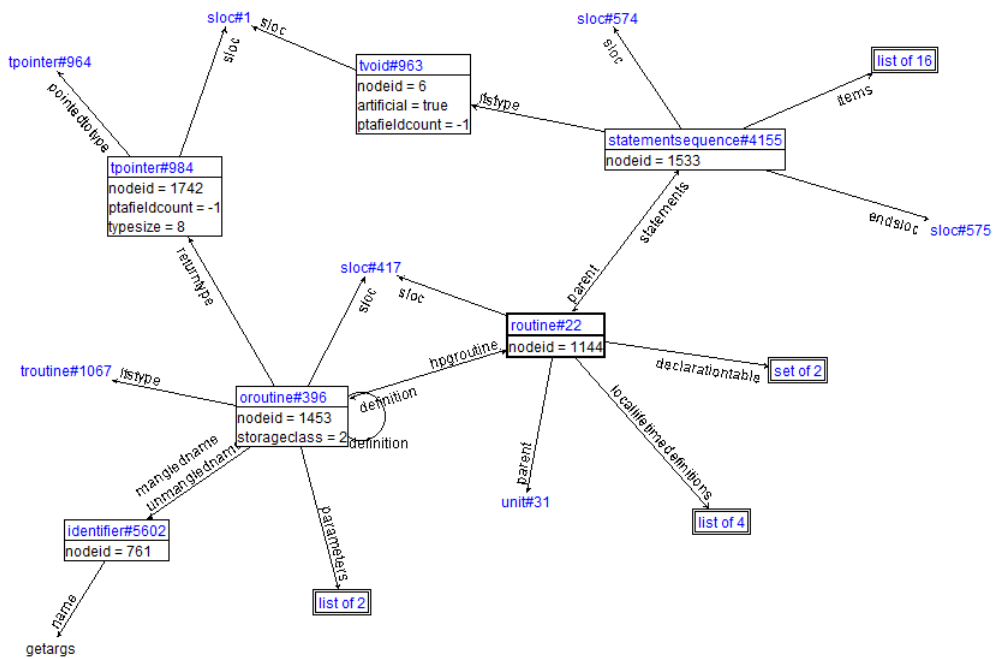 sloc#1
sloc#574
sloc
tpointer#964
tvoid#963
list of 16
nodeid = 6
artificial = true
ptafieldcount = -1
sloc
sloc
items
pointedtotype
itstype
statementsequence#4155
nodeid = 1533
tpointer#984
nodeid = 1742
ptafieldcount = -1
typesize = 8
statements
endsloc
sloc#575
returntype
sloc#417
parent
sloc
sloc
routine#22
nodeid = 1144
hpgroutine
declarationtable
set of 2
troutine#1067
itstype
oroutine#396
nodeid = 1453
storageclass = 2
definition
definition
locallifetimedefinitions
mangledname
unmangledname
parent
unit#31
parameters
list of 4
identifier#5602
nodeid = 761
name
list of 2
getargs